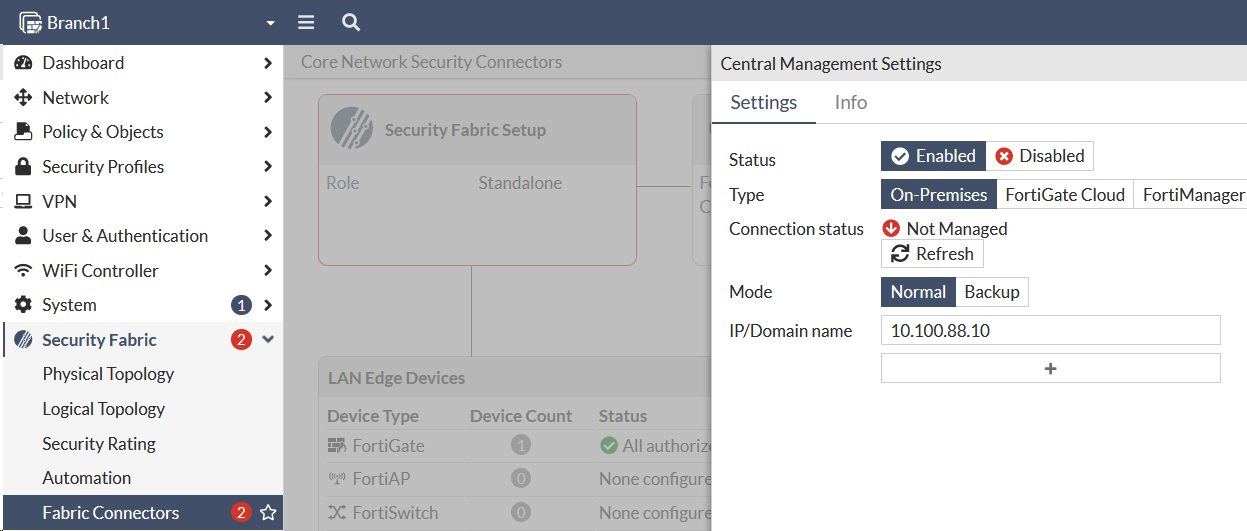 Branch1
Dashboard
Network
Policy & Objects
Security Profiles
VPN
User & Authentication
WiFi Controller
System 1
Security Fabric 2
Physical Topology
Logical Topology
Security Rating
Automation
Fabric Connectors 2
Core Network Security Connectors
Security Fabric Setup
Role Standalone
Fe
C
LAN Edge Devices
Device Type Device Count Status
FortiGate 1 All authorize
FortiAP 0 None configure
FortiSwitch 0 None configure
Central Management Settings
Settings Info
Status Enabled Disabled
Type On-Premises FortiGate Cloud FortiManager
Connection status Not Managed
Refresh
Mode Normal Backup
IP/Domain name 10.100.88.10
+